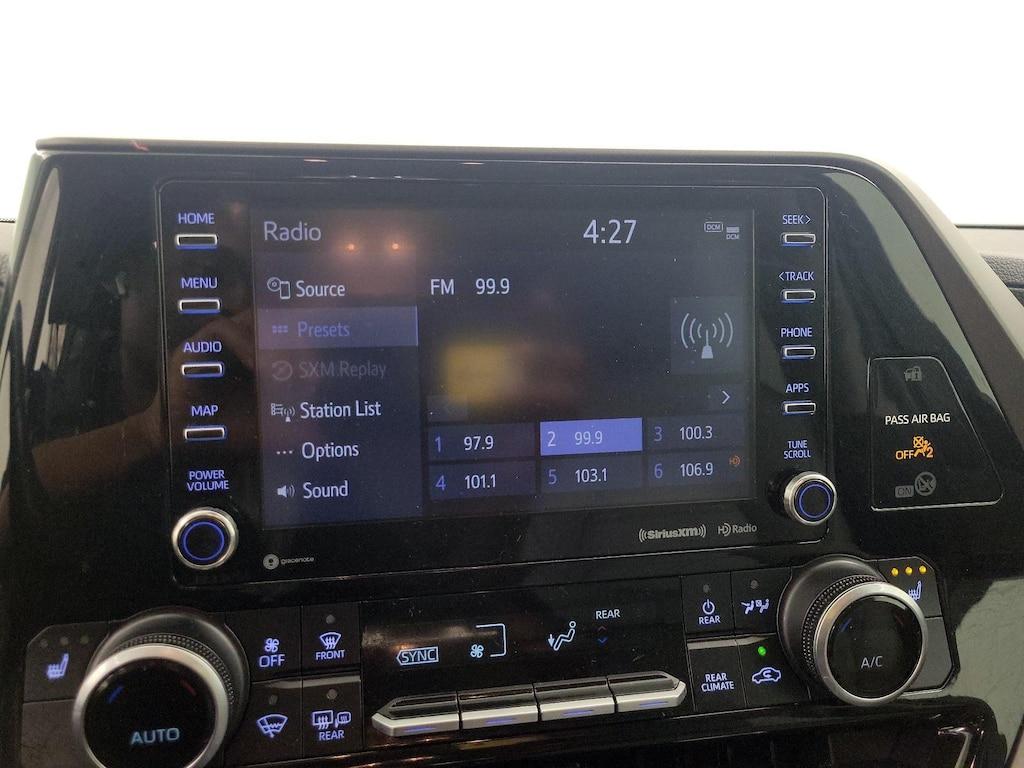 HOME
MENU
AUDIO
MAP
POWER
VOLUME
Radio
4:27
DCM
DCM
Source
Presets
SXM Replay
Station List
Options
Sound
FM 99.9
1 97.9
2 99.9
3 100.3
4 101.1
5 103.1
6 106.9
SEEK>
<TRACK
PHONE
APPS
TUNE
SCROLL
PASS AIR BAG
OFF 2
ON
gracenote
SiriusXM
HD Radio
OFF
FRONT
REAR
SYNC
REAR
REAR
REAR
CLIMATE
AUTO
A/C